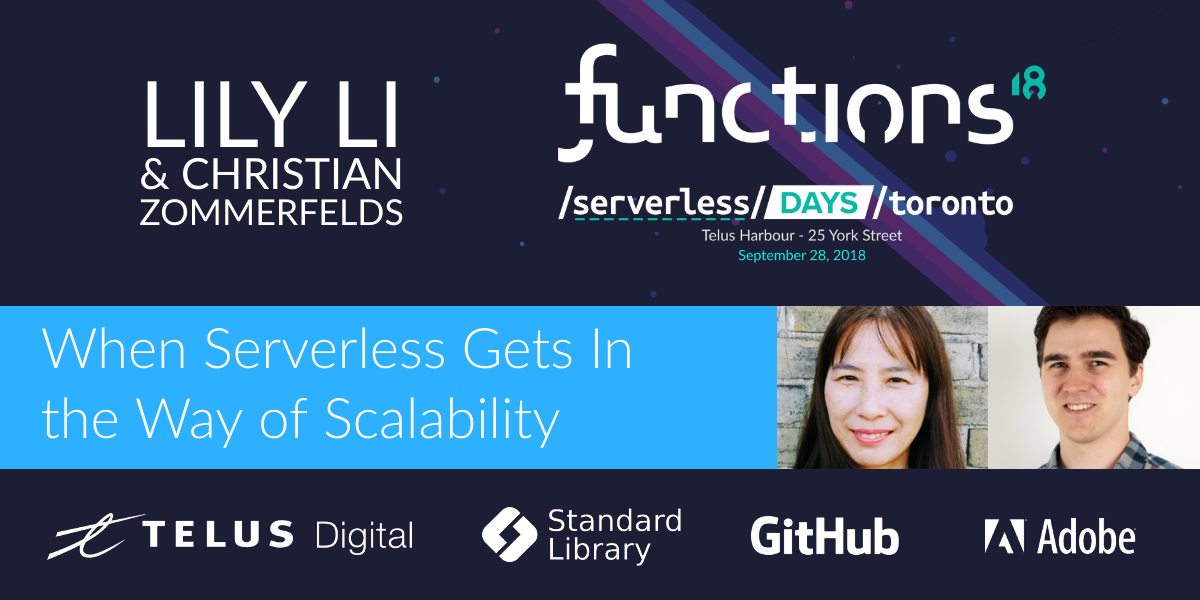 LILY LI
& CHRISTIAN
ZOMMERFELDS
functions18
/serverless//DAYS//toronto
Telus Harbour - 25 York Street
September 28, 2018
When Serverless Gets In
the Way of Scalability
TELUS Digital
Standard
Library
GitHub
Adobe